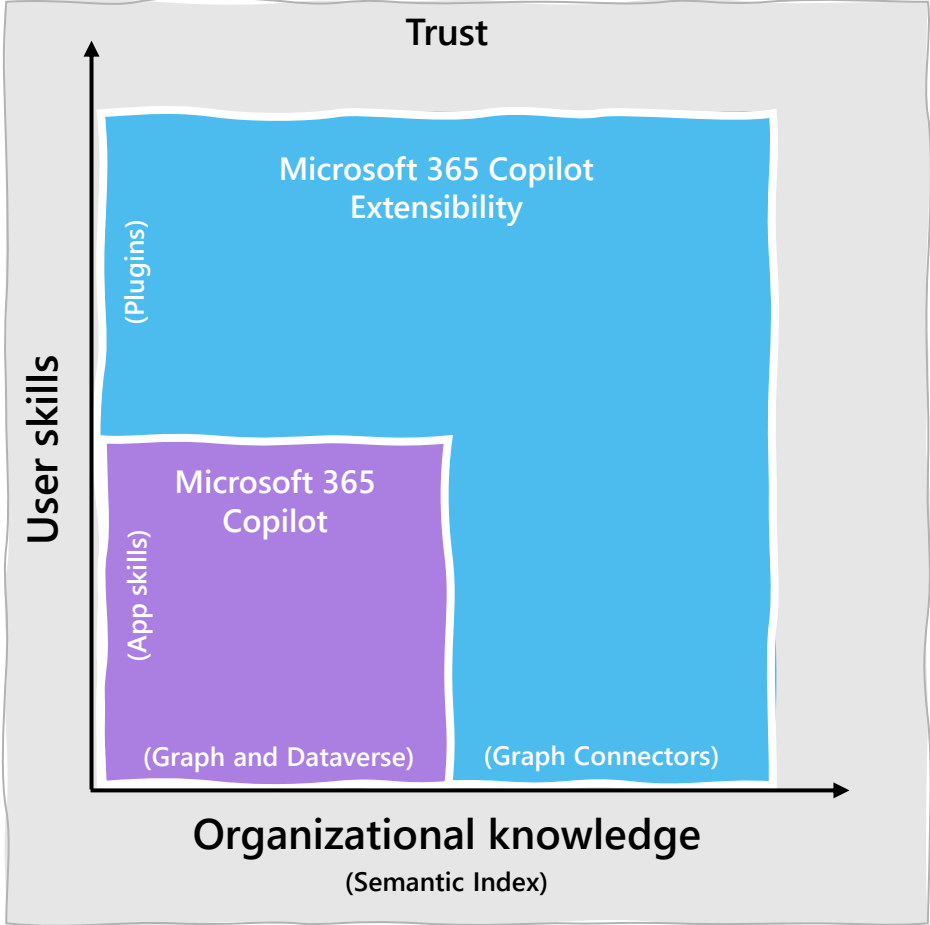 Trust
Microsoft 365 Copilot
Extensibility
(Plugins)
User skills
Microsoft 365
Copilot
(App skills)
(Graph and Dataverse)
(Graph Connectors)
Organizational knowledge
(Semantic Index)